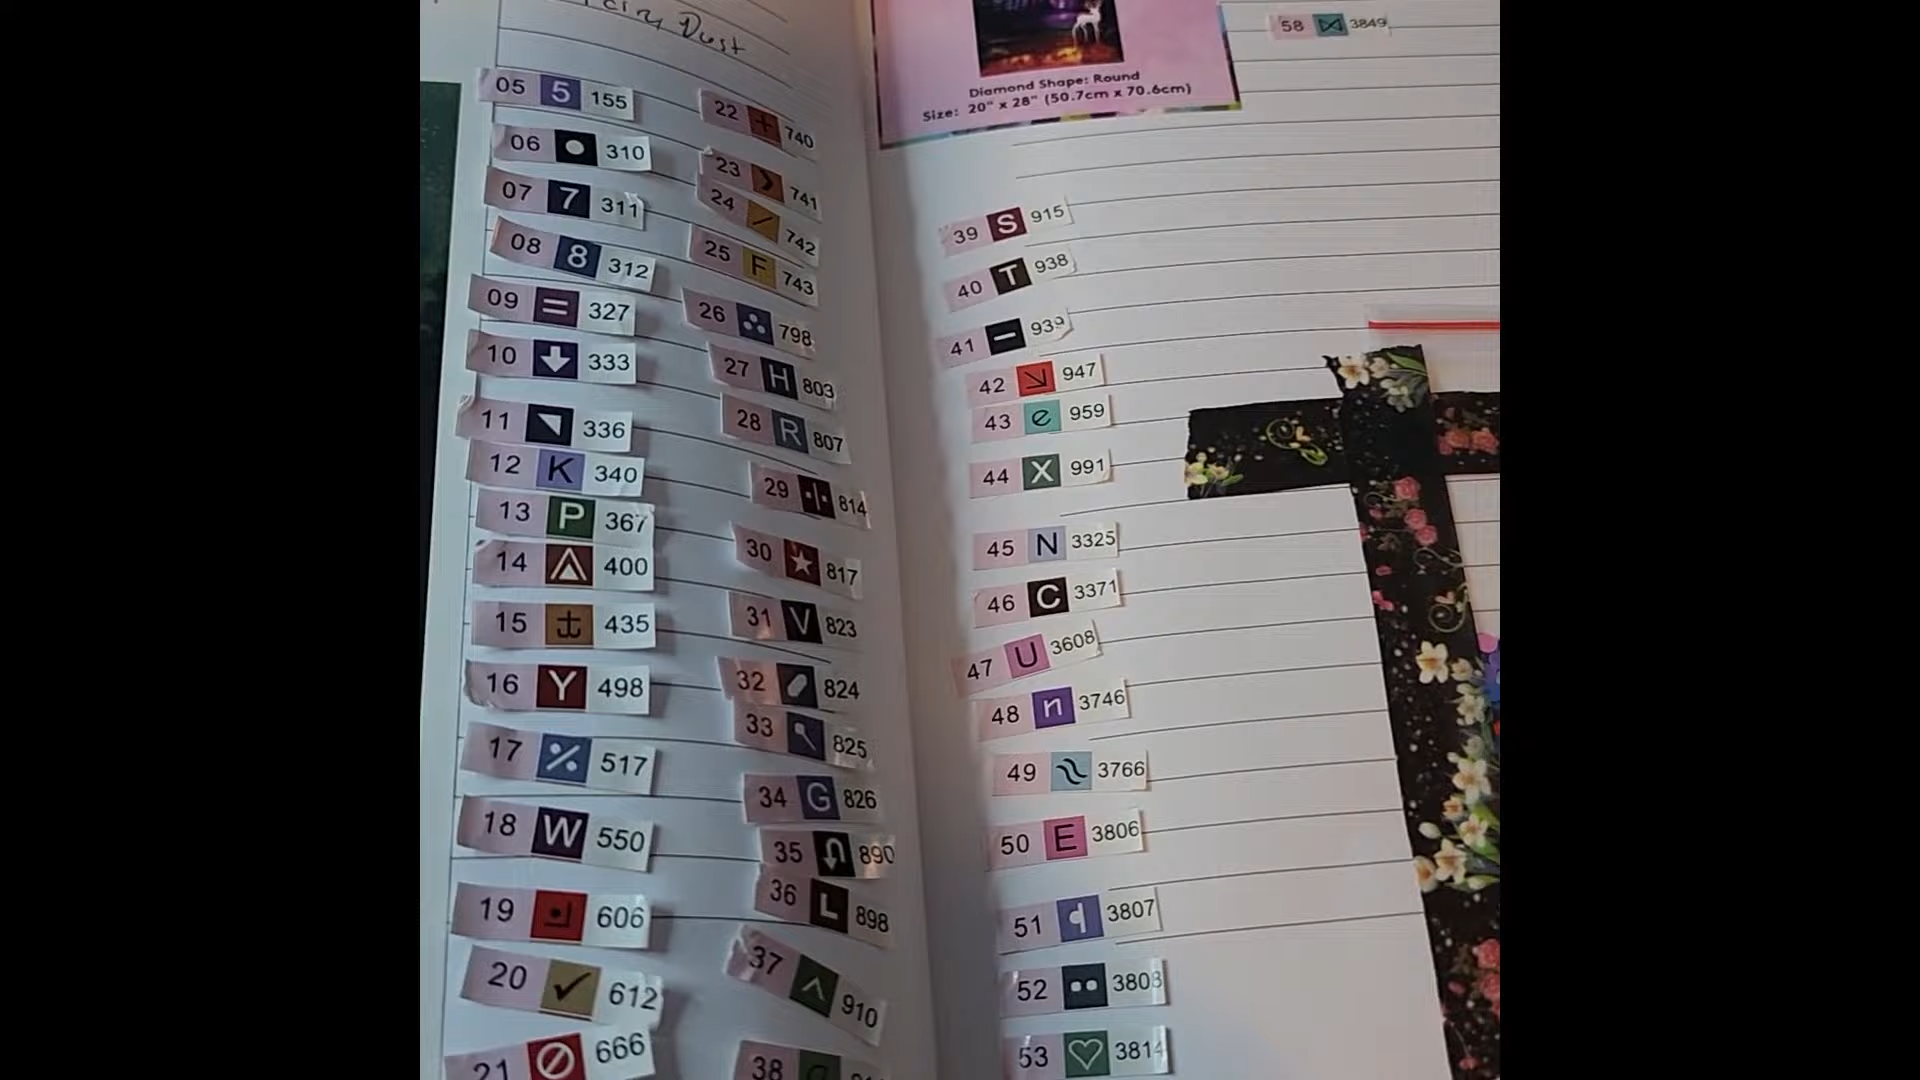 Dust
05 5 155
06 310
07 7 311
08 8 312
09 = 327
10 333
11 336
12 K 340
13 P 367
14 400
15 435
16 Y 498
17 % 517
18 W 550
19 606
20 ✓ 612
21 666
22 + 740
23 741
24 742
25 F 743
26 798
27 H 803
28 R 807
29 814
30 ★ 817
31 V 823
32 824
33 825
34 G 826
35 890
36 L 898
37 910
38
Diamond Shape: Round
Size: 20" x 28" (50.7cm x 70.6cm)
39 S 915
40 T 938
41 939
42 947
43 e 959
44 X 991
45 N 3325
46 C 3371
47 U 3608
48 n 3746
49 3766
50 E 3806
51 3807
52 3808
53 3814
58 3849